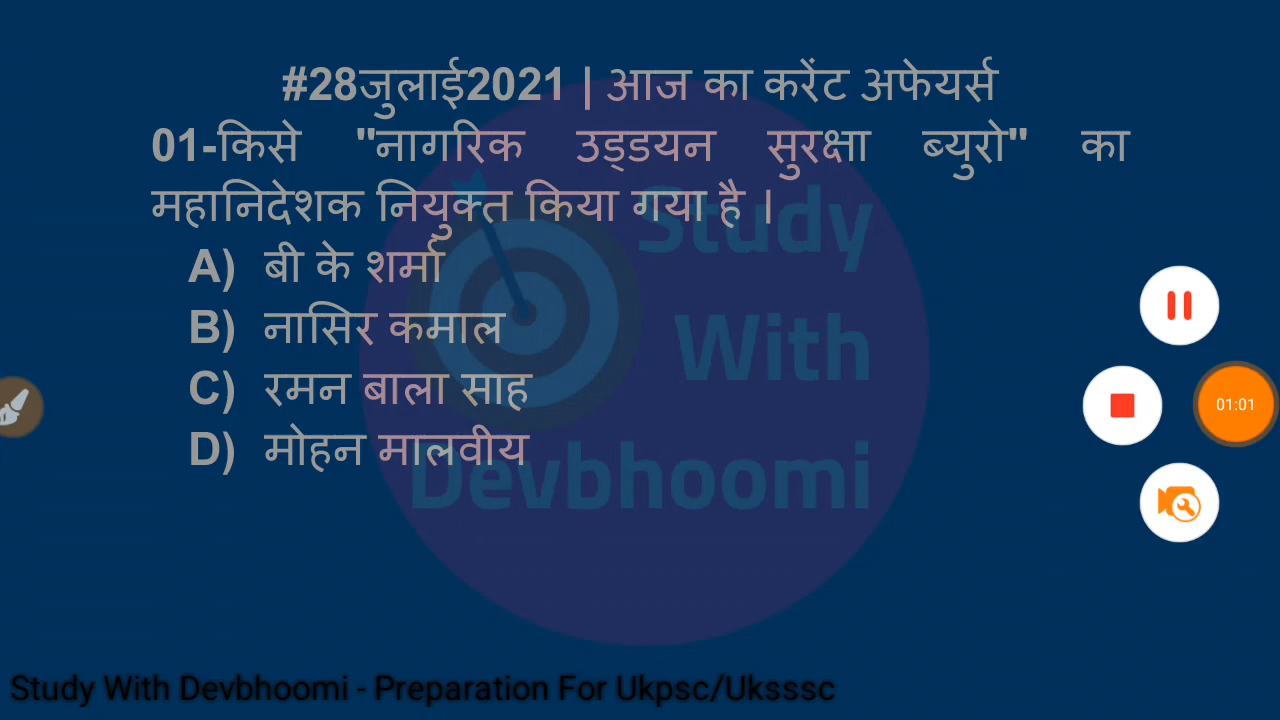 #28जुलाई2021 | आज का करेंट अफेयर्स
01-किसे "नागरिक उड्डयन सुरक्षा ब्युरो" का
महानिदेशक नियुक्त किया गया है ।
A) बी के शर्मा
B) नासिर कमाल
C) रमन बाला साह
D) मोहन मालवीय
Study
With
Devbhoomi
01:01
Study With Devbhoomi - Preparation For Ukpsc/Uksssc